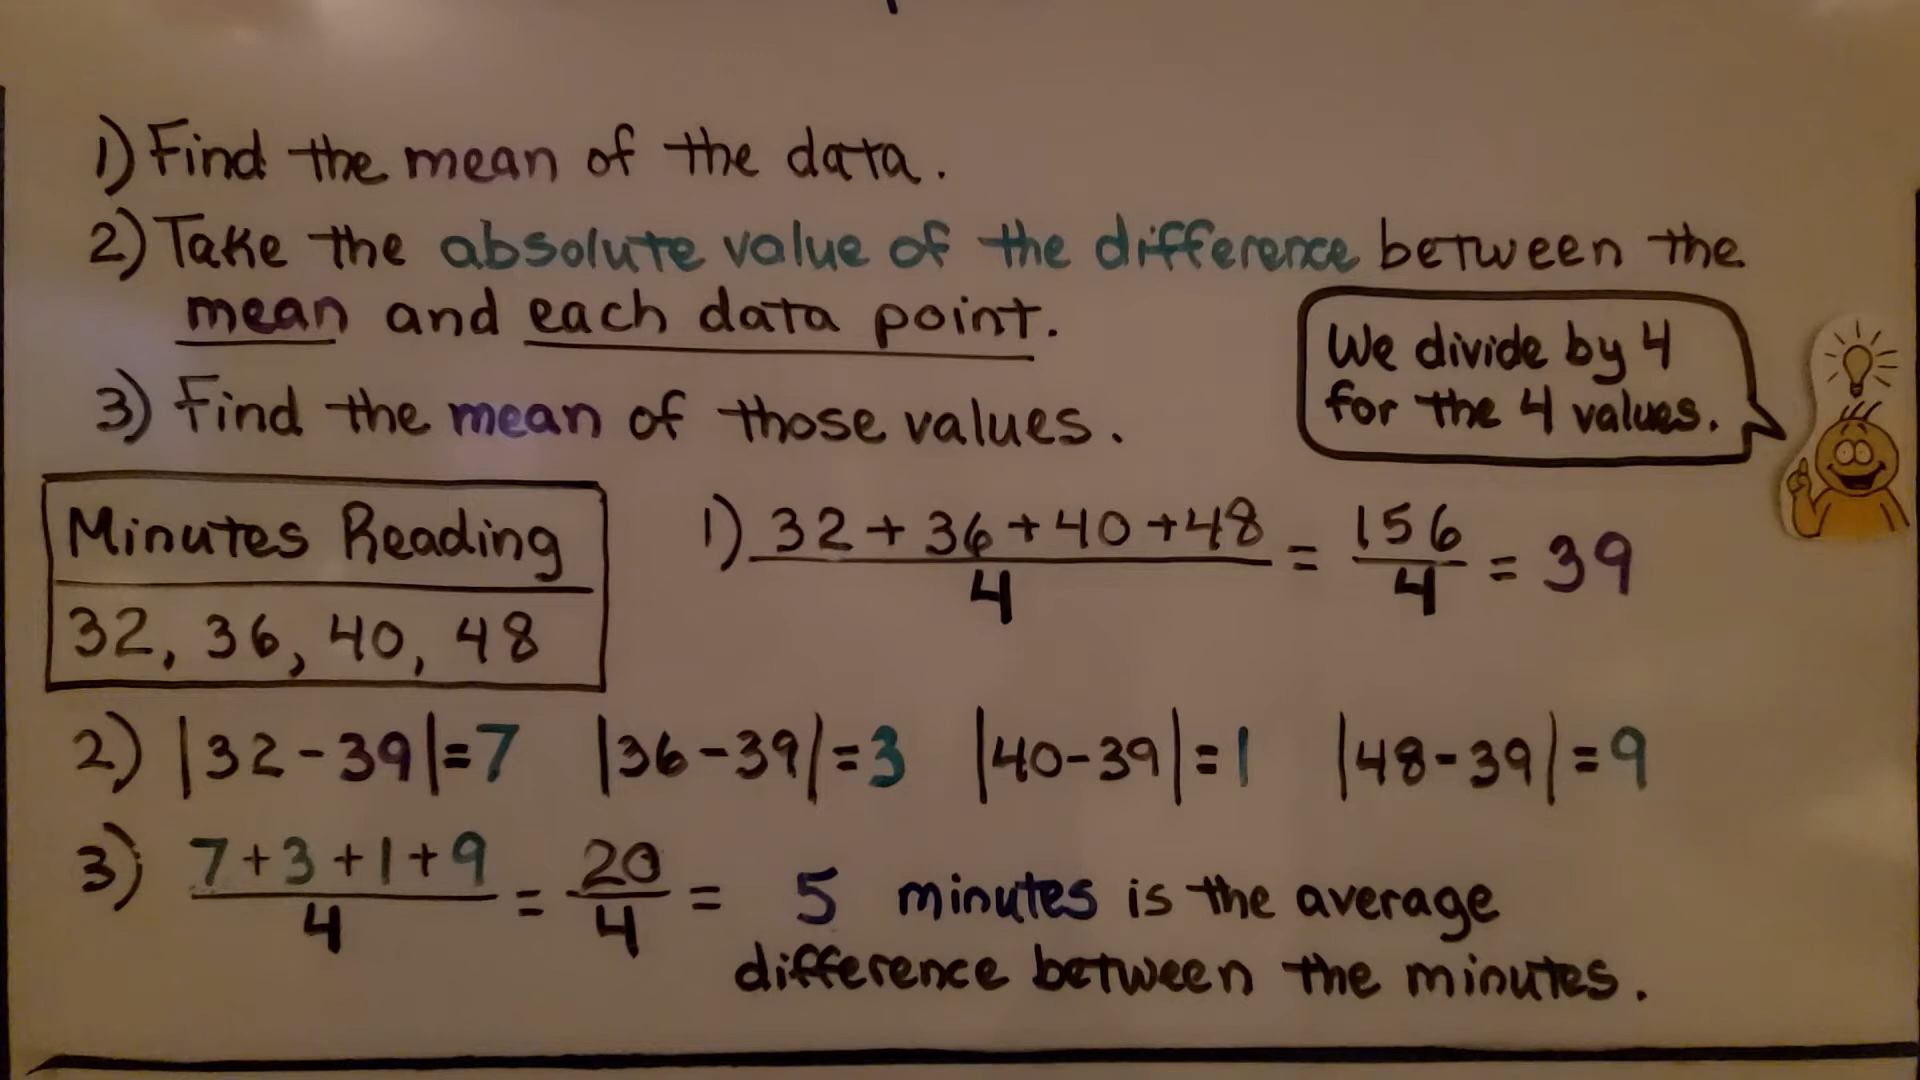 1) Find the mean of the data.
2) Take the absolute value of the difference between the
mean and each data point.
3) Find the mean of those values.
We divide by 4
for the 4 values.
Minutes Reading
32, 36, 40, 48
1) 32 + 36 + 40 + 48 / 4 = 156 / 4 = 39
2) |32 - 39| = 7 |36 - 39| = 3 |40 - 39| = 1 |48 - 39| = 9
3) 7 + 3 + 1 + 9 / 4 = 20 / 4 = 5 minutes is the average
difference between the minutes.